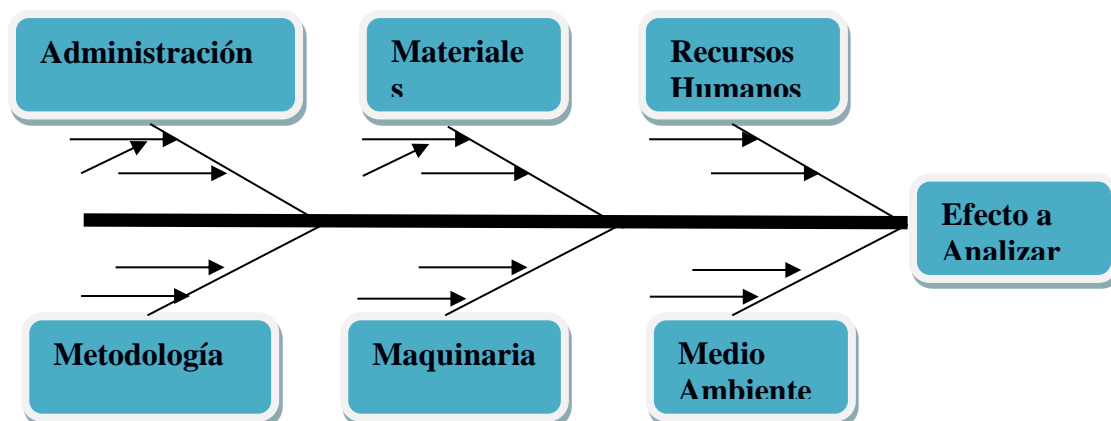 Administración
Materiale
s
Recursos
Humanos
Efecto a
Analizar
Metodología
Maquinaria
Medio
Ambiente